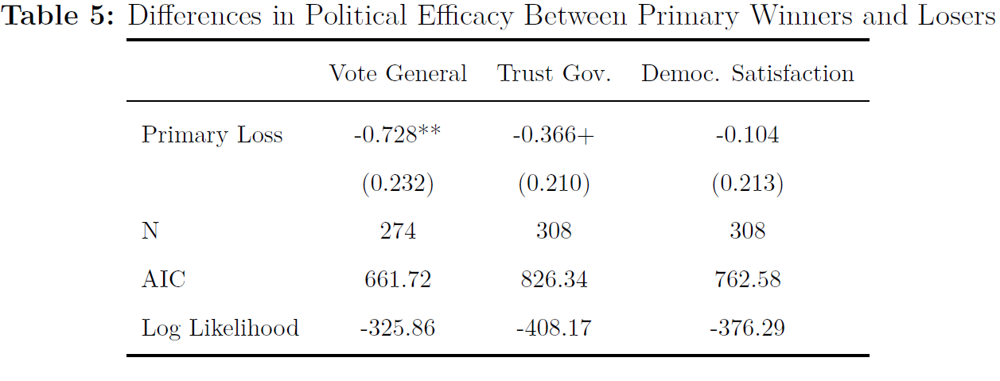 Table 5: Differences in Political Efficacy Between Primary Winners and Losers
Vote General Trust Gov. Democ. Satisfaction
Primary Loss -0.728** -0.366+ -0.104
(0.232) (0.210) (0.213)
N 274 308 308
AIC 661.72 826.34 762.58
Log Likelihood -325.86 -408.17 -376.29